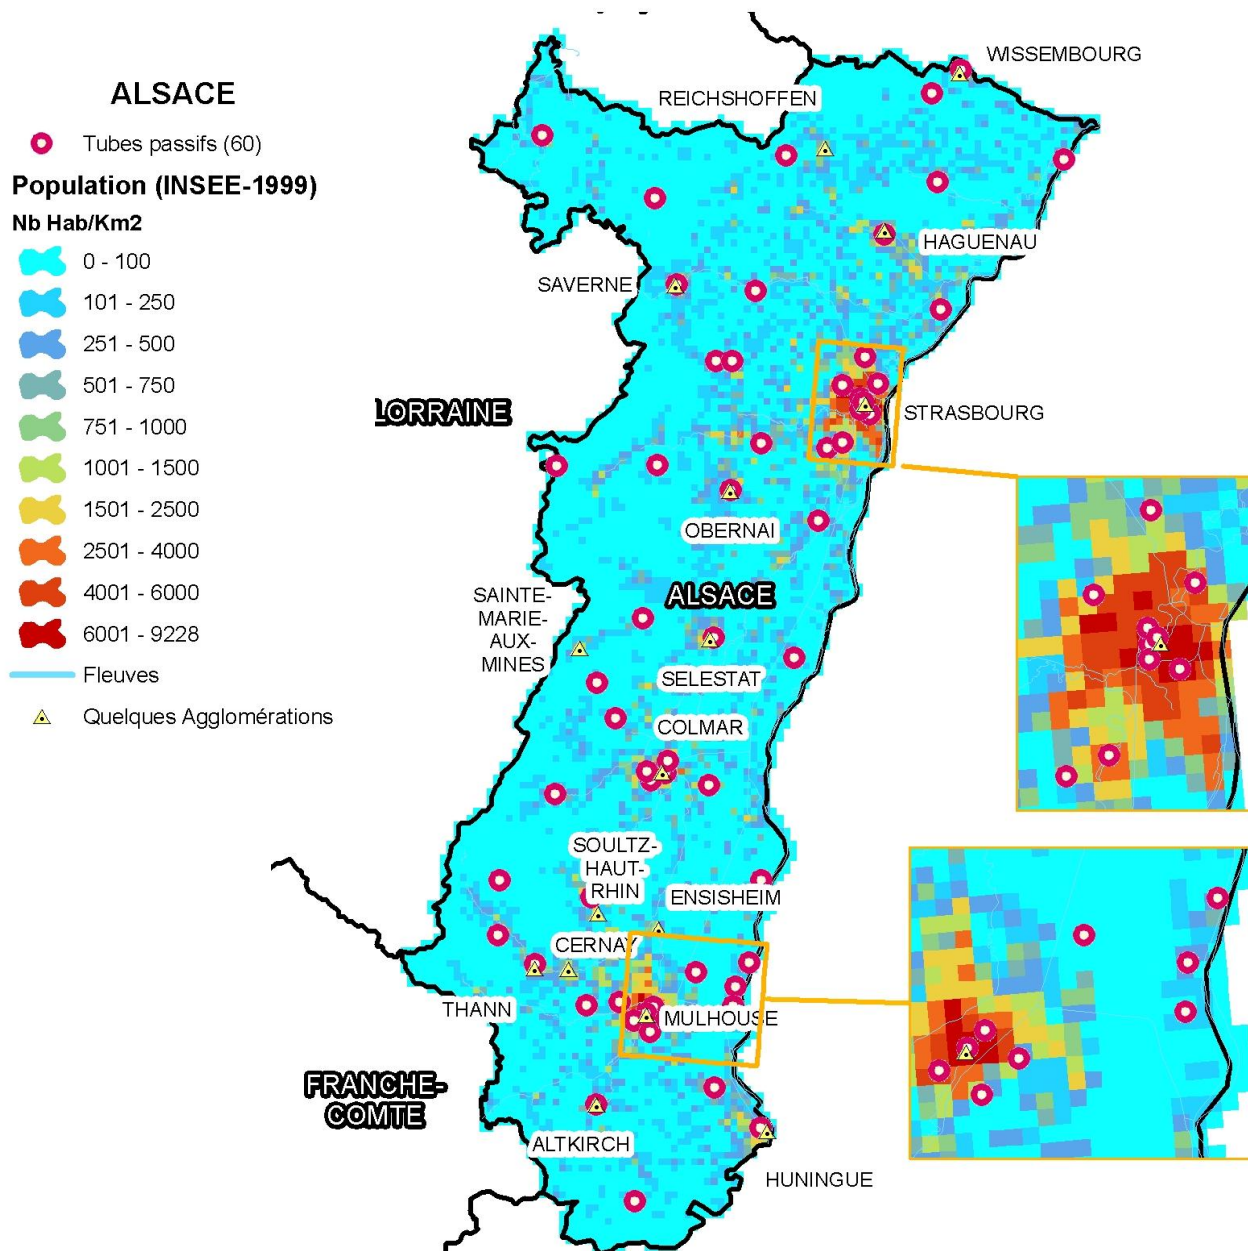 ALSACE
Tubes passifs (60)
Population (INSEE-1999)
Nb Hab/Km2
0 - 100
101 - 250
251 - 500
501 - 750
751 - 1000
1001 - 1500
1501 - 2500
2501 - 4000
4001 - 6000
6001 - 9228
Fleuves
Quelques Agglomérations
WISSEMBOURG
REICHSHOFFEN
HAGUENAU
SAVERNE
LORRAINE
STRASBOURG
OBERNAI
SAINTE-
MARIE-
AUX-
MINES
ALSACE
SELESTAT
COLMAR
SOULTZ-
HAUT-
RHIN
ENSISHEIM
CERNAY
THANN
MULHOUSE
FRANCHE-
COMTE
ALTKIRCH
HUNINGUE